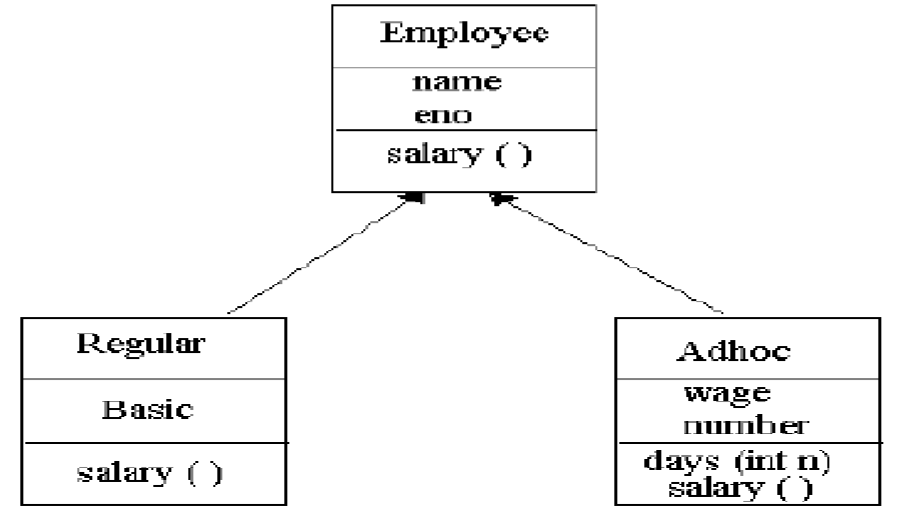 Employee
name
eno
salary ( )
Regular
Basic
salary ( )
Adhoc
wage
number
days (int n)
salary ( )